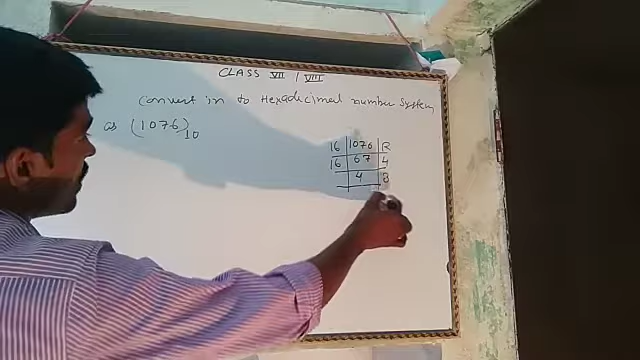 CLASS VII / VIII
Convert in to Hexadecimal number system,
a) (1076)10
16 1076 R
16 67 4
4 3